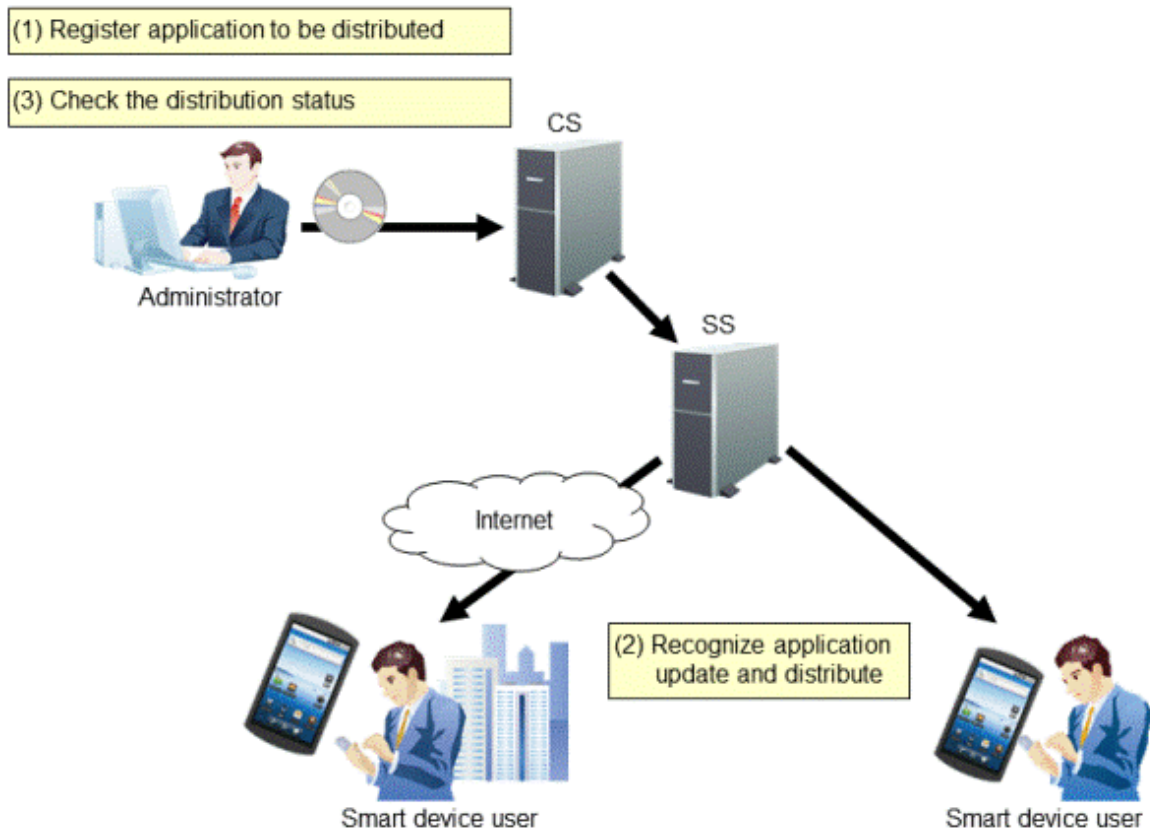 (1) Register application to be distributed
(3) Check the distribution status
CS
Administrator
SS
Internet
(2) Recognize application
update and distribute
Smart device user
Smart device user